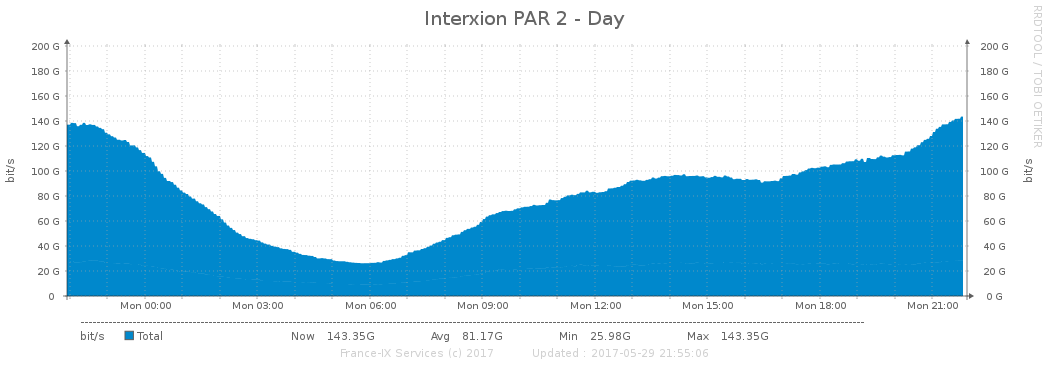 Interxion PAR 2 - Day
RRDTOOL / TOBI OETIKER
bit/s
bit/s
200 G 200 G
180 G 180 G
160 G 160 G
140 G 140 G
120 G 120 G
100 G 100 G
80 G 80 G
60 G 60 G
40 G 40 G
20 G 20 G
0 0 G
Mon 00:00 Mon 03:00 Mon 06:00 Mon 09:00 Mon 12:00 Mon 15:00 Mon 18:00 Mon 21:00
bit/s Total Now 143.35G Avg 81.17G Min 25.98G Max 143.35G
France-IX Services (c) 2017 Updated : 2017-05-29 21:55:06